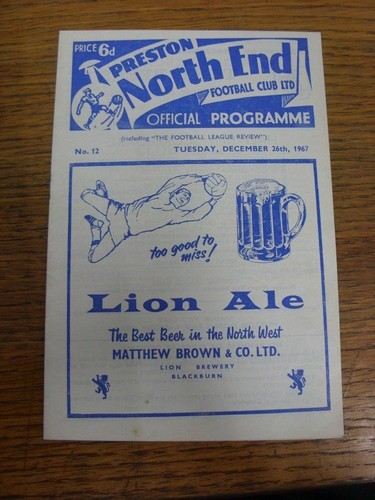 PRICE 6d
PRESTON
North End
FOOTBALL CLUB LTD
OFFICIAL PROGRAMME
(including "THE FOOTBALL LEAGUE REVIEW")
No. 12 TUESDAY, DECEMBER 26th, 1967
too good to
miss!
Lion Ale
The Best Beer in the North West
MATTHEW BROWN & CO. LTD.
LION BREWERY
BLACKBURN